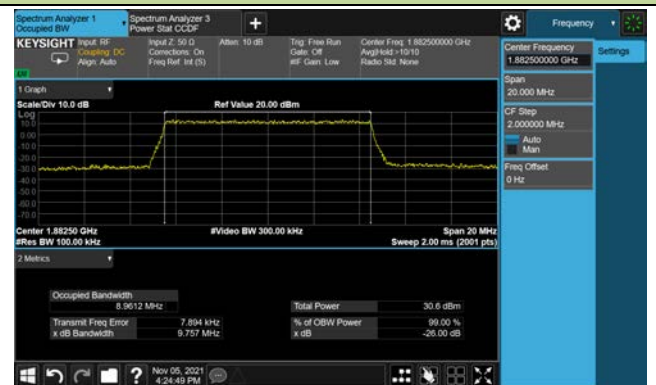 Spectrum Analyzer 1
Occupied BW
Spectrum Analyzer 3
Power Stat CCDF
+
Frequency
KEYSIGHT
Input: RF
Coupling: DC
Align: Auto
Input Z: 50 Ω
Corrections: On
Freq Ref: Int (S)
Atten: 10 dB
Trig: Free Run
Gate: Off
#IF Gain: Low
Center Freq: 1.882500000 GHz
Avg|Hold:>10/10
Radio Std: None
Center Frequency
1.882500000 GHz
Settings
Span
20.000 MHz
CF Step
2.000000 MHz
Auto
Man
Freq Offset
0 Hz
1 Graph
Scale/Div 10.0 dB
Ref Value 20.00 dBm
Log
10.0
0.00
-10.0
-20.0
-30.0
-40.0
-50.0
-60.0
-70.0
Center 1.88250 GHz
#Video BW 300.00 kHz
Span 20 MHz
#Res BW 100.00 kHz
Sweep 2.00 ms (2001 pts)
2 Metrics
Occupied Bandwidth
8.9612 MHz
Total Power
30.6 dBm
Transmit Freq Error
7.894 kHz
% of OBW Power
99.00 %
x dB Bandwidth
9.757 MHz
x dB
-26.00 dB
?
Nov 05, 2021
4:24:49 PM